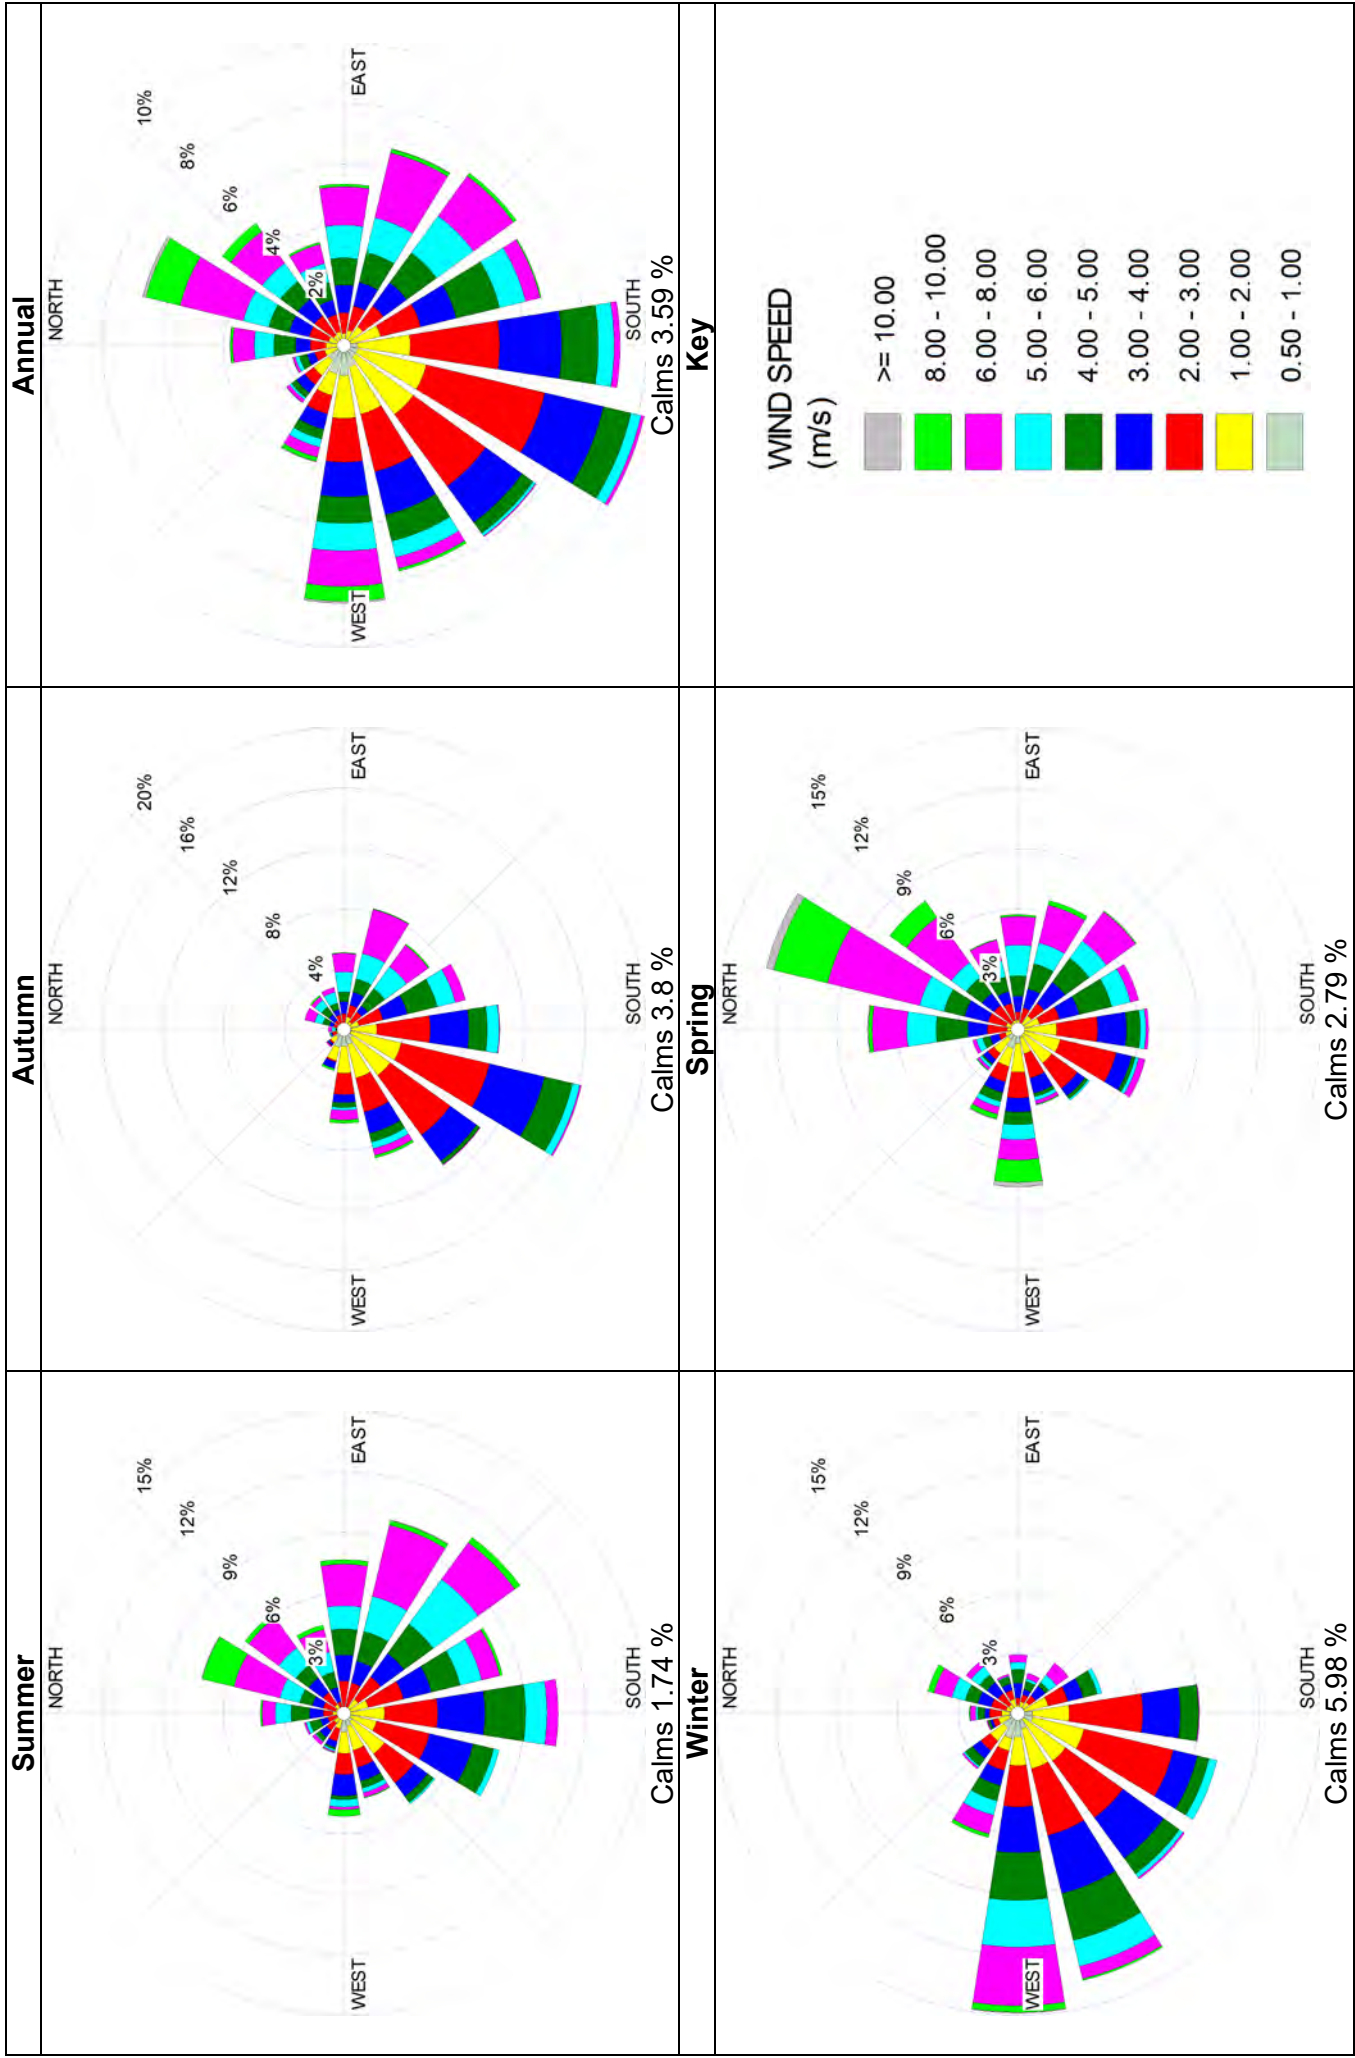 Summer
NORTH
EAST
SOUTH
WEST
3%
6%
9%
12%
15%
Calms 1.74 %
Autumn
NORTH
EAST
SOUTH
WEST
4%
8%
12%
16%
20%
Calms 3.8 %
Annual
NORTH
EAST
SOUTH
WEST
2%
4%
6%
8%
10%
Calms 3.59 %
Winter
NORTH
EAST
SOUTH
WEST
3%
6%
9%
12%
15%
Calms 5.98 %
Spring
NORTH
EAST
SOUTH
WEST
3%
6%
9%
12%
15%
Calms 2.79 %
Key
WIND SPEED
(m/s)
>= 10.00
8.00 - 10.00
6.00 - 8.00
5.00 - 6.00
4.00 - 5.00
3.00 - 4.00
2.00 - 3.00
1.00 - 2.00
0.50 - 1.00